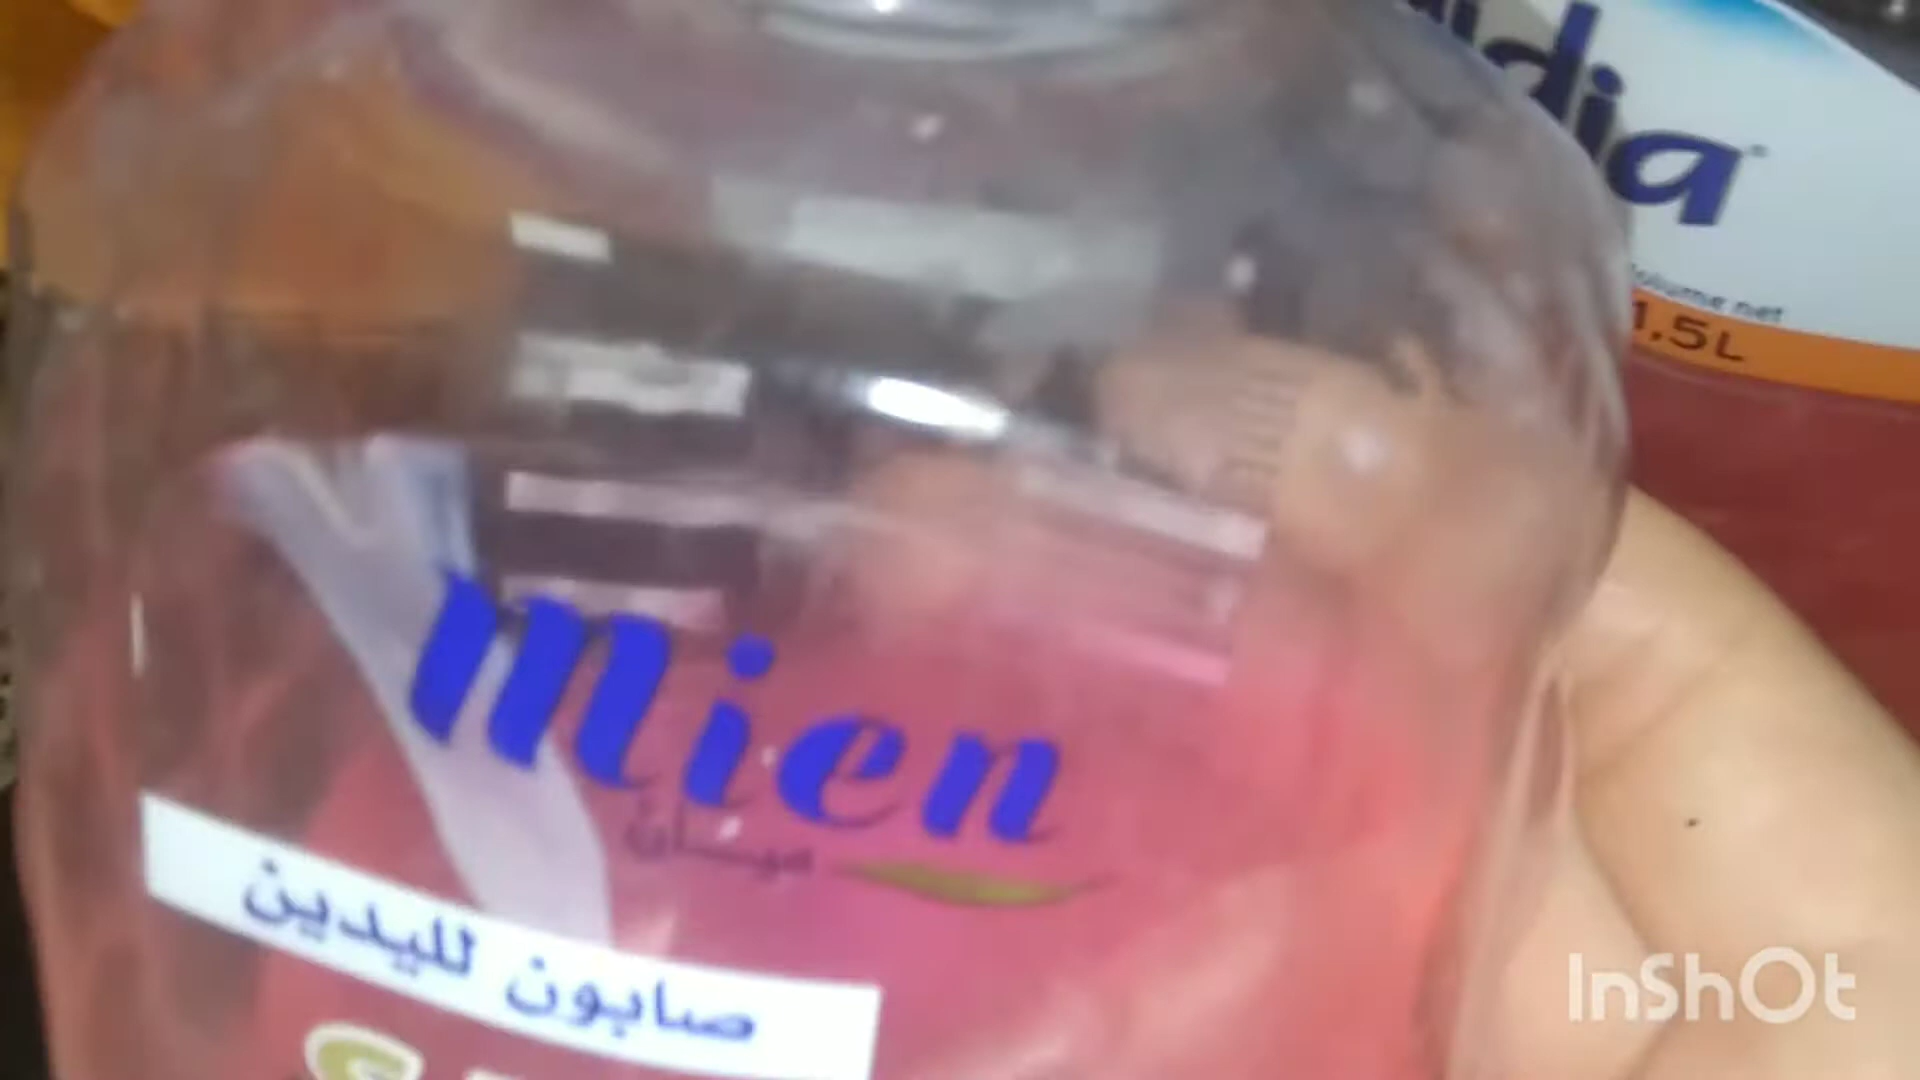 Mien
ميان
صابون لليدين
dia
Volume net
1,5L
InShOt